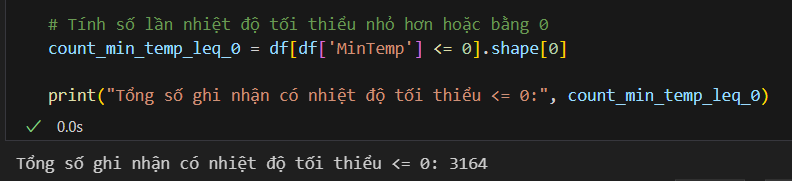 # Tính số lần nhiệt độ tối thiểu nhỏ hơn hoặc bằng 0
count_min_temp_leq_0 = df[df['MinTemp'] <= 0].shape[0]
print("Tổng số ghi nhận có nhiệt độ tối thiểu <= 0:", count_min_temp_leq_0)
0.0s
Tổng số ghi nhận có nhiệt độ tối thiểu <= 0: 3164